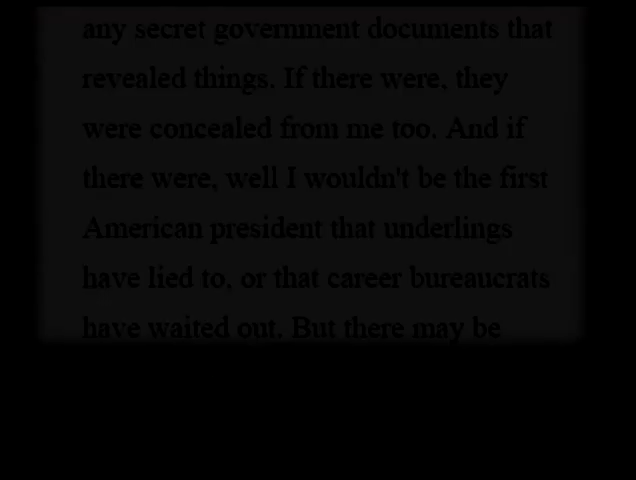 any secret government documents that
revealed things. If there were, they
were concealed from me too. And if
there were, well I wouldn't be the first
American president that underlings
have lied to, or that career bureaucrats
have waited out. But there may be